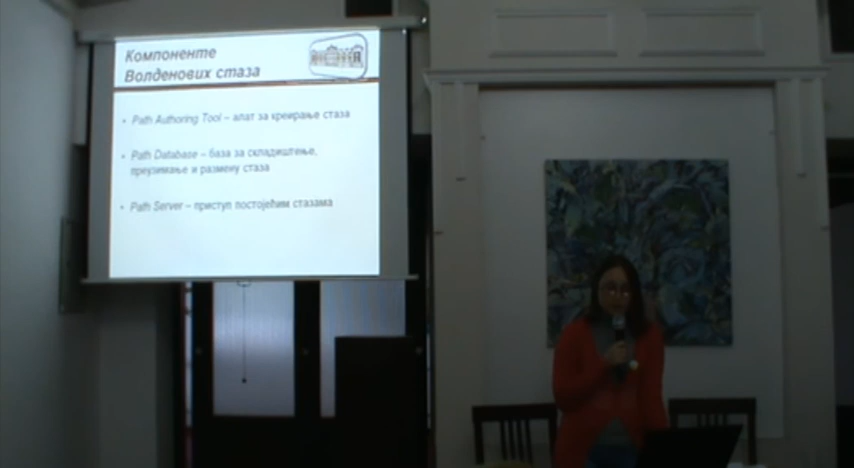 Компоненте
Волденових стаза
• Path Authoring Tool – алат за креирање стаза
• Path Database – база за складиштење,
преузимање и размену стаза
• Path Server – приступ постојећим стазама